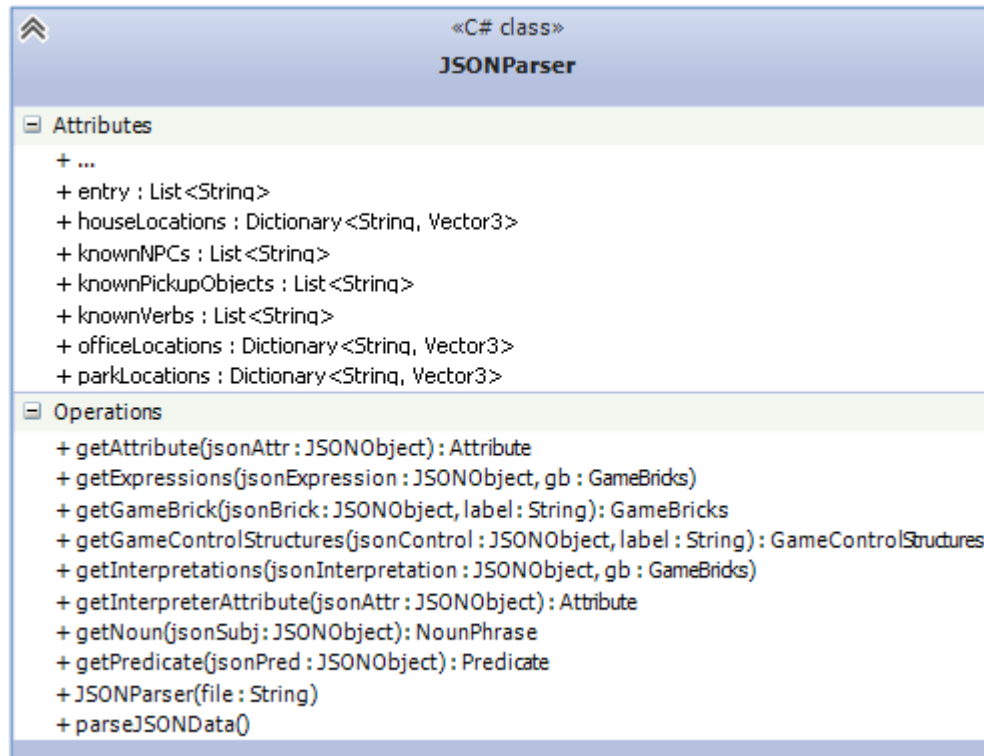 «C# class»
JSONParser
Attributes
+ ...
+ entry : List<String>
+ houseLocations : Dictionary<String, Vector3>
+ knownNPCs : List<String>
+ knownPickupObjects : List<String>
+ knownVerbs : List<String>
+ officeLocations : Dictionary<String, Vector3>
+ parkLocations : Dictionary<String, Vector3>
Operations
+ getAttribute(jsonAttr : JSONObject) : Attribute
+ getExpressions(jsonExpression : JSONObject, gb : GameBricks)
+ getGameBrick(jsonBrick : JSONObject, label : String) : GameBricks
+ getGameControlStructures(jsonControl : JSONObject, label : String) : GameControlStructures
+ getInterpretations(jsonInterpretation : JSONObject, gb : GameBricks)
+ getInterpreterAttribute(jsonAttr : JSONObject) : Attribute
+ getNoun(jsonSubj : JSONObject) : NounPhrase
+ getPredicate(jsonPred : JSONObject) : Predicate
+ JSONParser(file : String)
+ parseJSONData()